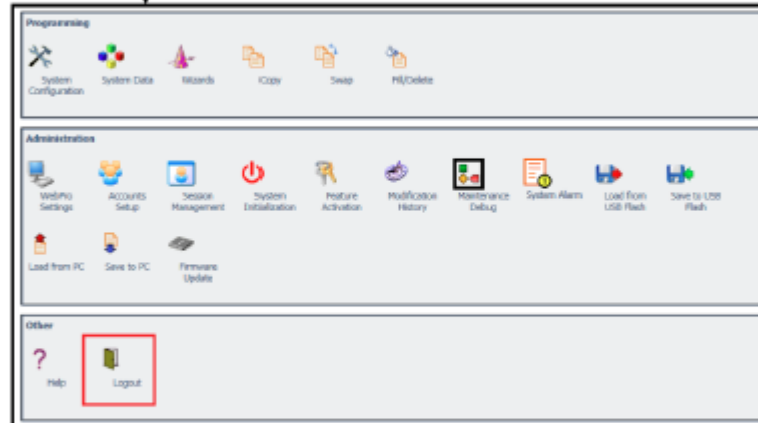 Programming
System Configuration
System Data
Wizards
Copy
Swap
Fill/Delete
Administration
WebPro Settings
Accounts Setup
Session Management
System Initialization
Feature Activation
Modification History
Maintenance Debug
System Alarm
Load from USB Flash
Save to USB Flash
Load from PC
Save to PC
Firmware Update
Other
Help
Logout